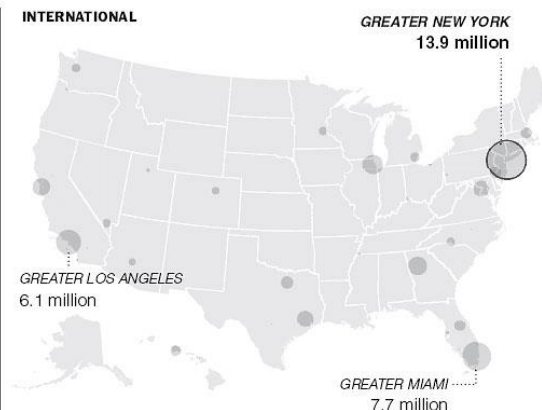 INTERNATIONAL
GREATER NEW YORK
13.9 million
GREATER LOS ANGELES
6.1 million
GREATER MIAMI
7.7 million